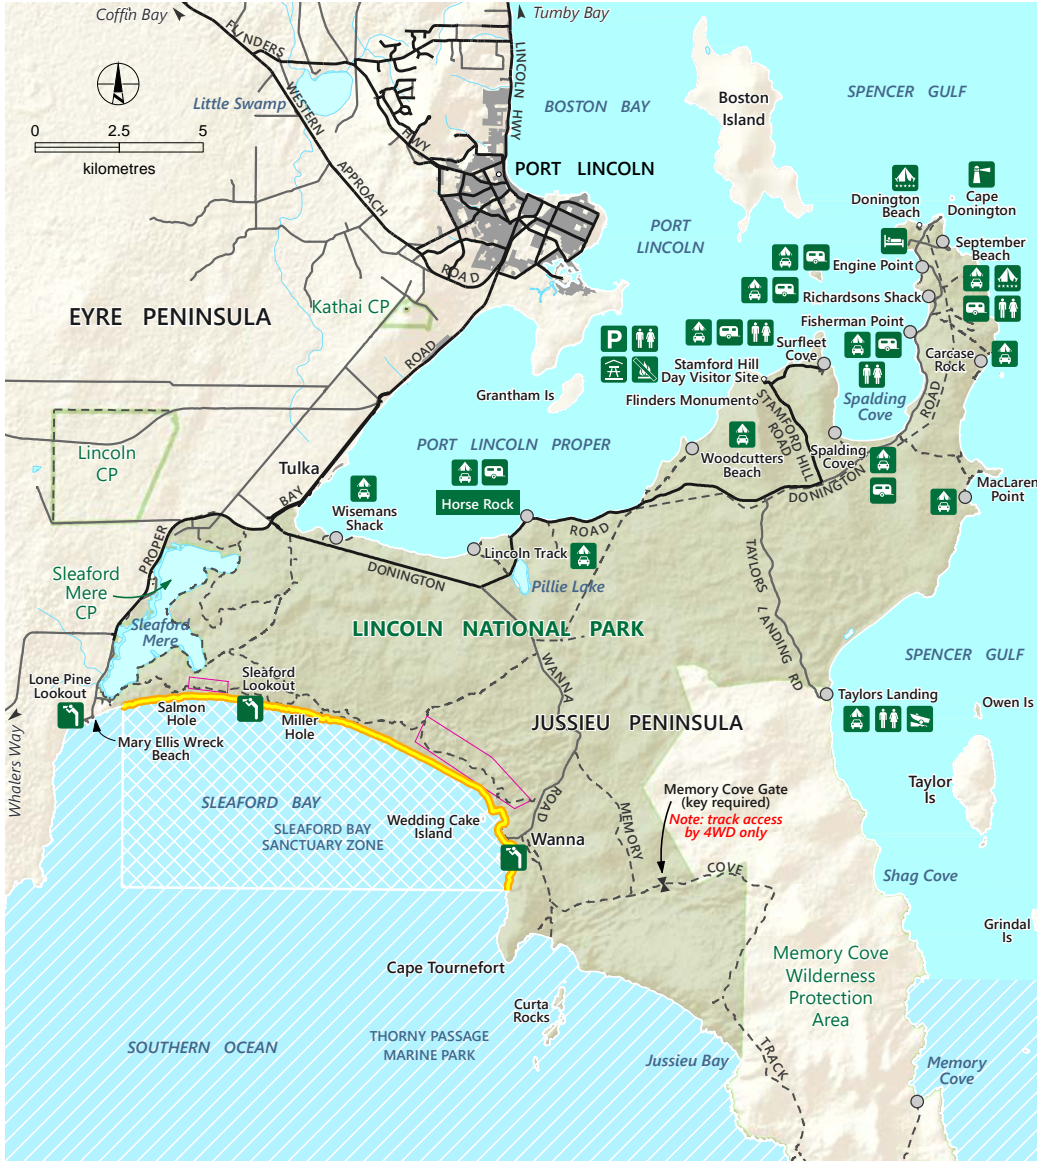 Coffin Bay
Tumby Bay
FLINDERS
HWY
LINCOLN HWY
WESTERN
APPROACH
ROAD
Little Swamp
0 2.5 5
kilometres
BOSTON BAY
Boston
Island
SPENCER GULF
PORT LINCOLN
PORT
LINCOLN
Donington
Beach
Cape
Donington
September
Beach
Engine Point
Richardsons Shack
Fisherman Point
Kathai CP
EYRE PENINSULA
ROAD
P
Surfleet
Cove
Stamford Hill
Day Visitor Site
Flinders Monument
Carcase
Rock
Grantham Is
Spalding
Cove
ROAD
STAMFORD HILL
ROAD
PORT LINCOLN PROPER
Woodcutters
Beach
Spalding
Cove
Lincoln
CP
Tulka
BAY
Wisemans
Shack
Horse Rock
DONINGTON
MacLaren
Point
ROAD
PROPER
Lincoln Track
DONINGTON
Pillie Lake
TAYLORS LANDING RD
Sleaford
Mere
CP
Sleaford
Mere
LINCOLN NATIONAL PARK
WANNA
SPENCER GULF
Lone Pine
Lookout
Sleaford
Lookout
Salmon
Hole
Miller
Hole
Taylors Landing
Owen Is
Mary Ellis Wreck
Beach
JUSSIEU PENINSULA
Whalers Way
Taylor
Is
Memory Cove Gate
(key required)
Note: track access
by 4WD only
SLEAFORD BAY
SLEAFORD BAY
SANCTUARY ZONE
Wedding Cake
Island
ROAD
Wanna
MEMORY
COVE
Shag Cove
Grindal
Is
Cape Tournefort
Memory Cove
Wilderness
Protection
Area
Curta
Rocks
THORNY PASSAGE
MARINE PARK
SOUTHERN OCEAN
Jussieu Bay
TRACK
Memory
Cove